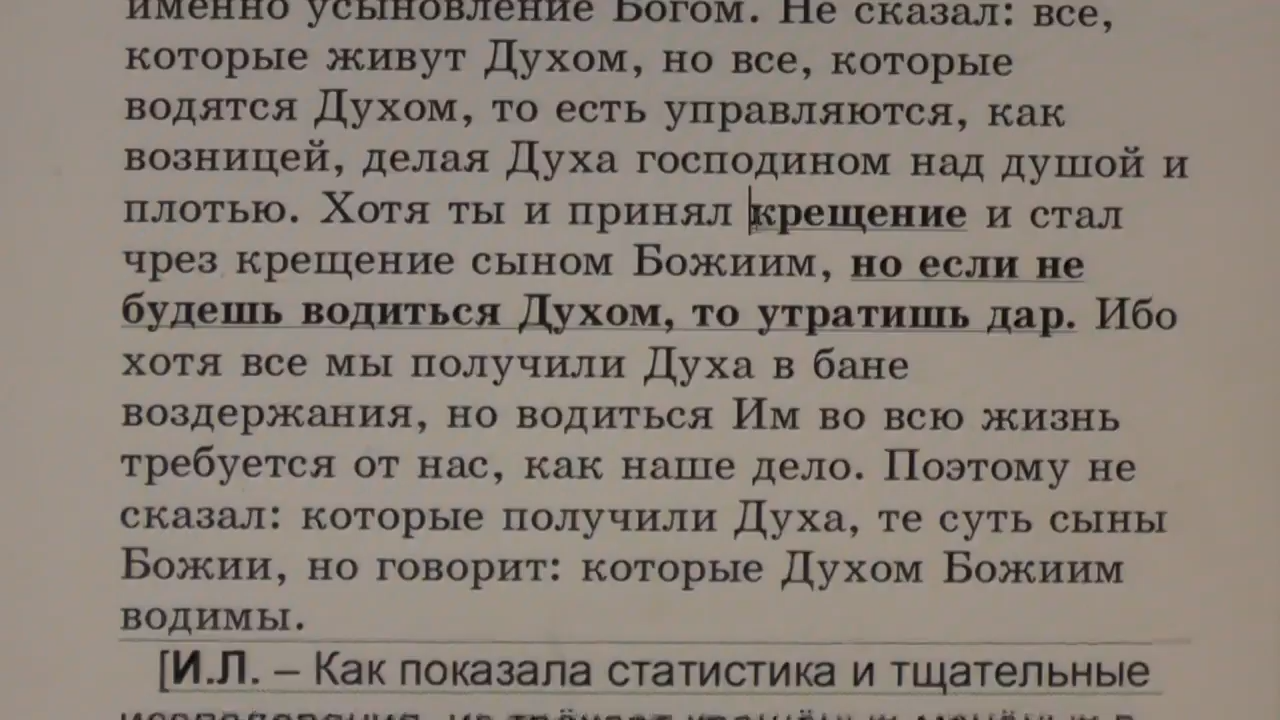 именно усыновление Богом. Не сказал: все,
которые живут Духом, но все, которые
водятся Духом, то есть управляются, как
возницей, делая Духа господином над душой и
плотью. Хотя ты и принял крещение и стал
чрез крещение сыном Божиим, но если не
будешь водиться Духом, то утратишь дар. Ибо
хотя все мы получили Духа в бане
воздержания, но водиться Им во всю жизнь
требуется от нас, как наше дело. Поэтому не
сказал: которые получили Духа, те суть сыны
Божии, но говорит: которые Духом Божиим
водимы.
[И.Л. – Как показала статистика и тщательные